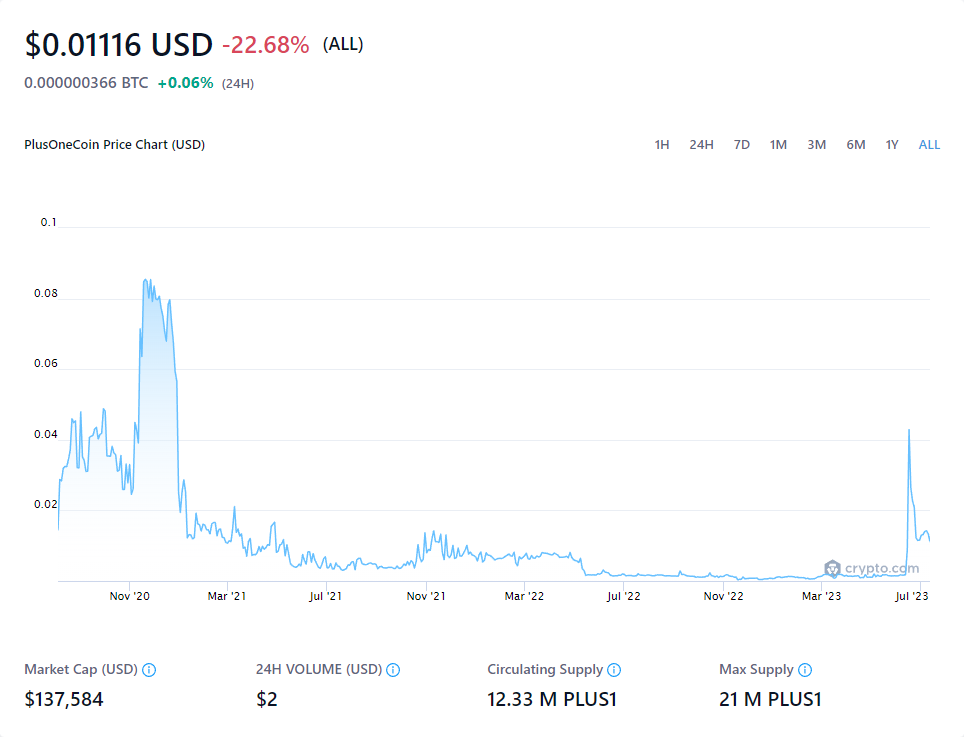 $0.01116 USD -22.68% (ALL)
0.000000366 BTC +0.06% (24H)
PlusOneCoin Price Chart (USD) 1H 24H 7D 1M 3M 6M 1Y ALL
0.1
0.08
0.06
0.04
0.02
crypto.com
Nov '20 Mar '21 Jul '21 Nov '21 Mar '22 Jul '22 Nov '22 Mar '23 Jul '23
Market Cap (USD) 24H VOLUME (USD) Circulating Supply Max Supply
$137,584 $2 12.33 M PLUS1 21 M PLUS1